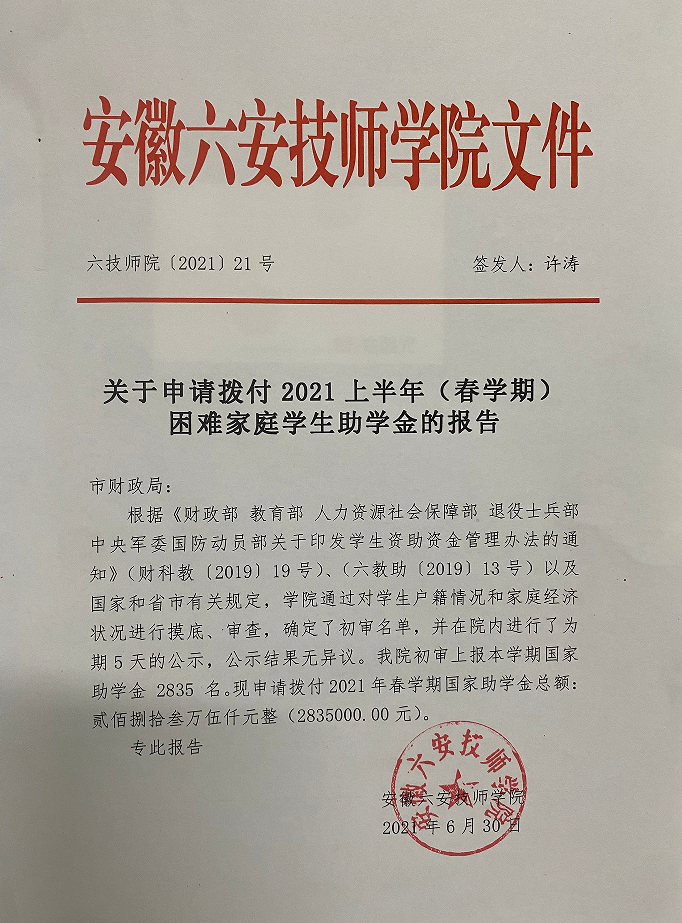 安徽六安技师学院文件
六技师院〔2021〕21号 签发人：许涛
关于申请拨付 2021 上半年（春学期）
困难家庭学生助学金的报告
市财政局：
根据《财政部 教育部 人力资源社会保障部 退役士兵部
中央军委国防动员部关于印发学生资助资金管理办法的通
知》（财科教〔2019〕19号）、（六教助〔2019〕13号）以及
国家和省市有关规定，学院通过对学生户籍情况和家庭经济
状况进行摸底、审查，确定了初审名单，并在院内进行了为
期5天的公示，公示结果无异议。我院初审上报本学期国家
助学金 2835 名。现申请拨付2021年春学期国家助学金总额：
贰佰捌拾叁万伍仟元整（2835000.00元）。
专此报告
安徽六安技师学院
安徽六安技师学院
2021年6月30日